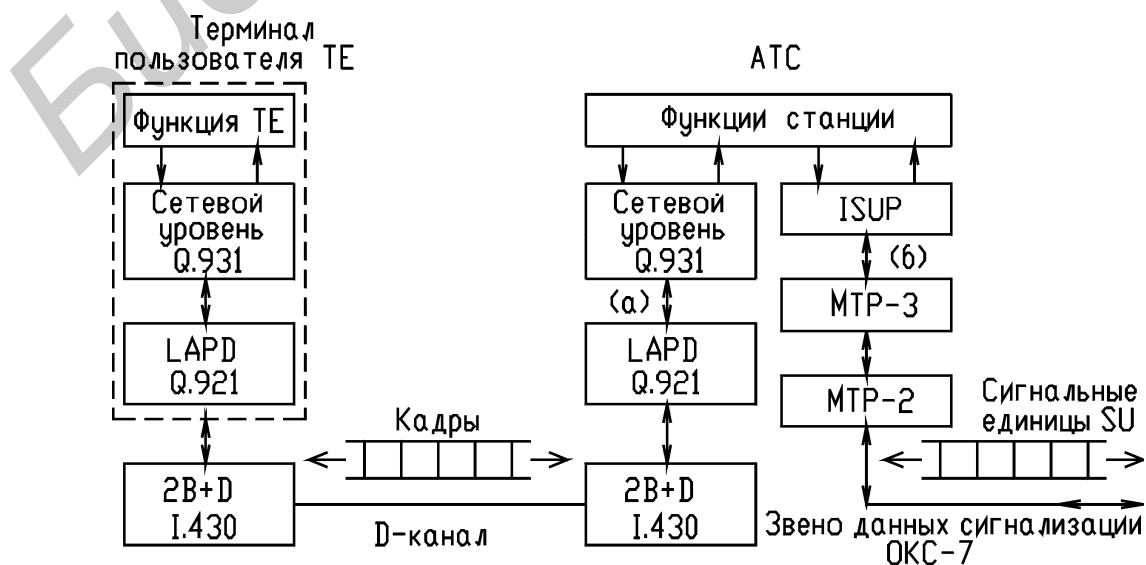 Терминал
пользователя TE
АТС
Функция TE
Функции станции
Сетевой
уровень
Q.931
Сетевой
уровень
Q.931
ISUP
(а)
(б)
MTP-3
LAPD
Q.921
LAPD
Q.921
MTP-2
Кадры
Сигнальные
единицы SU
2B+D
I.430
2B+D
I.430
D-канал
Звено данных сигнализации
ОКС-7